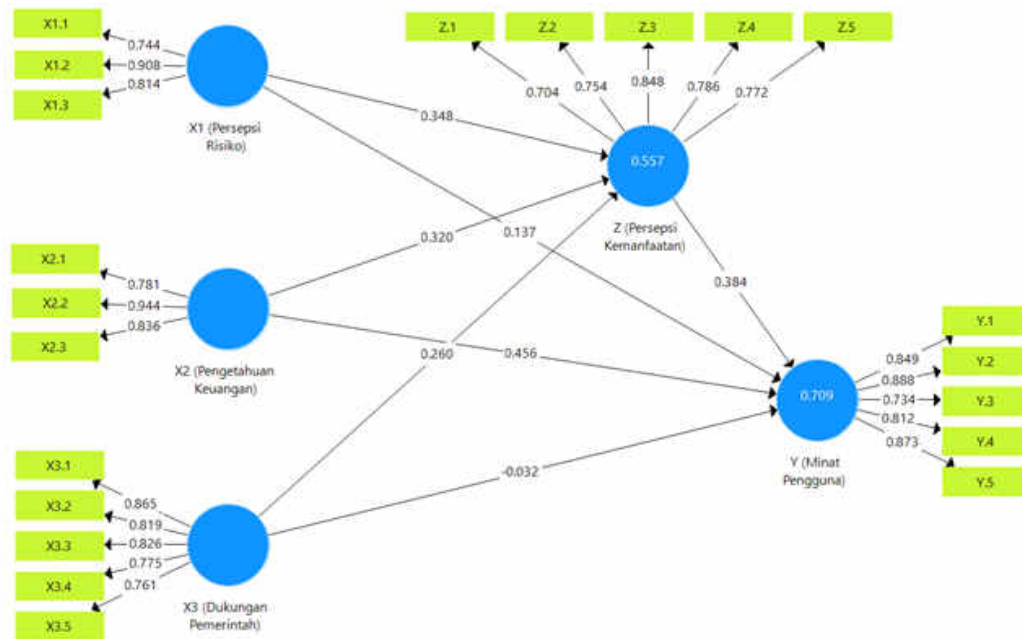 X1.1
X1.2
X1.3
0.744
0.908
0.814
X1 (Persepsi
Risiko)
Z.1
Z.2
Z.3
Z.4
Z.5
0.704
0.754
0.848
0.786
0.772
0.557
Z (Persepsi
Kemanfaatan)
0.348
0.137
0.320
0.384
X2.1
X2.2
X2.3
0.781
0.944
0.836
X2 (Pengetahuan
Keuangan)
0.260
0.456
-0.032
0.709
Y (Minat
Pengguna)
0.849
0.888
0.734
0.812
0.873
Y.1
Y.2
Y.3
Y.4
Y.5
X3.1
X3.2
X3.3
X3.4
X3.5
0.865
0.819
0.826
0.775
0.761
X3 (Dukungan
Pemerintah)